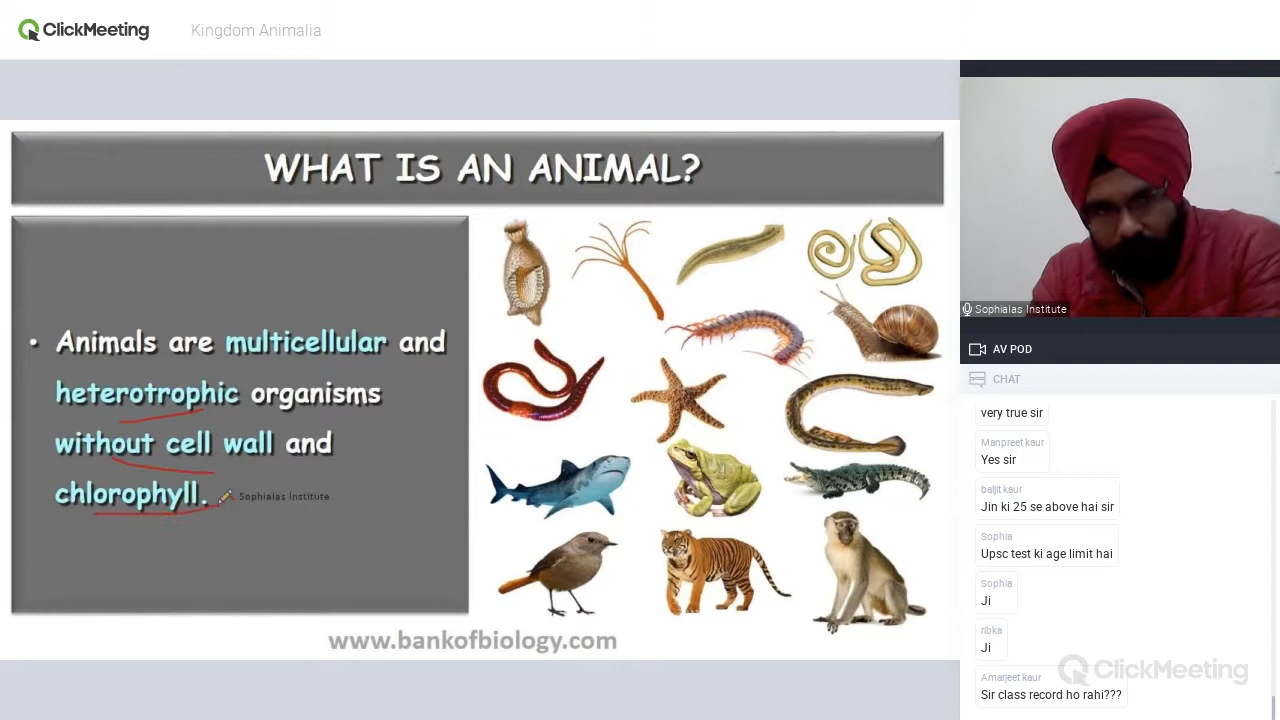 ClickMeeting
Kingdom Animalia
WHAT IS AN ANIMAL?
• Animals are multicellular and
heterotrophic organisms
without cell wall and
chlorophyll.
Sophialas Institute
www.bankofbiology.com
Sophialas Institute
AV POD
CHAT
very true sir
Manpreet kaur
Yes sir
baljit kaur
Jin ki 25 se above hai sir
Sophia
Upsc test ki age limit hai
Sophia
Ji
ribka
Ji
Amarjeet kaur
Sir class record ho rahi???
ClickMeeting